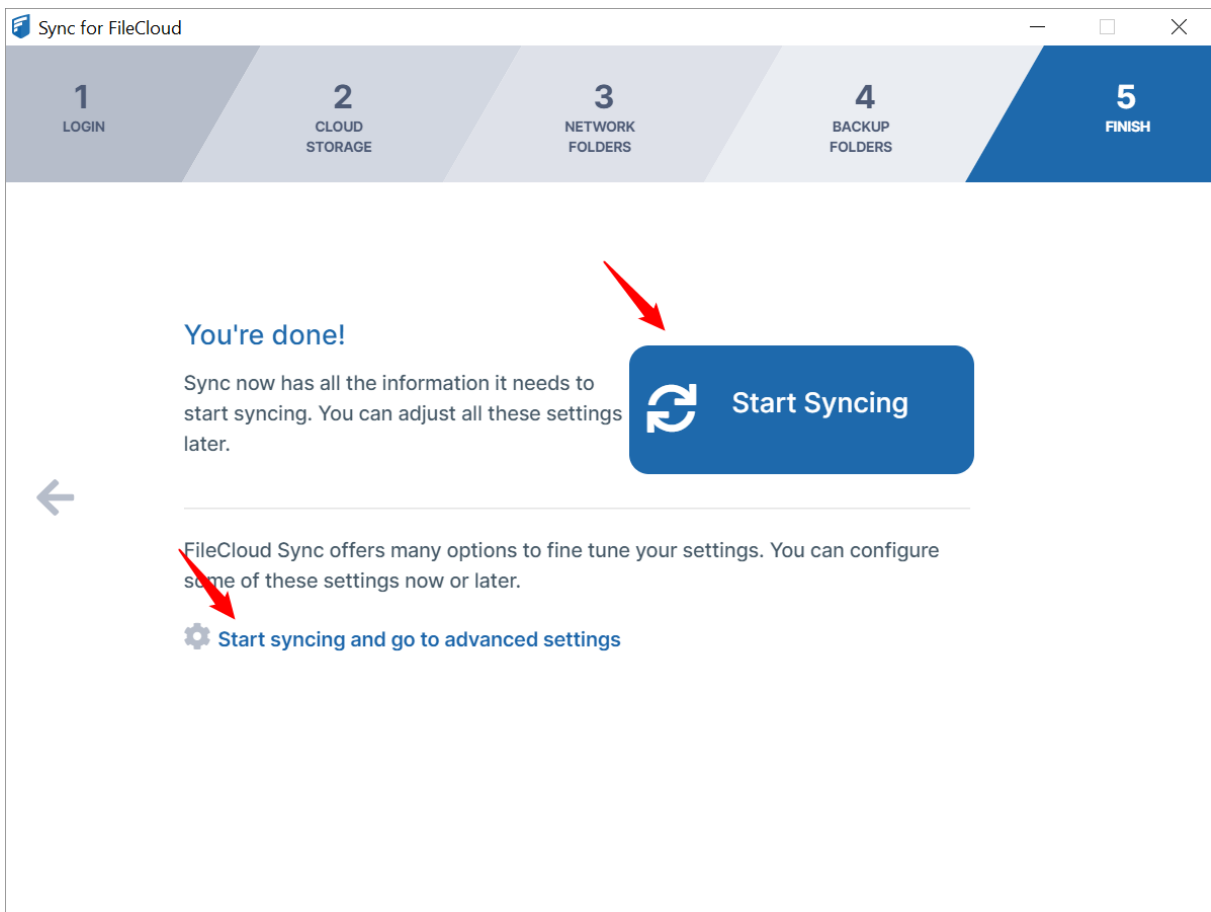 Sync for FileCloud
1
LOGIN
2
CLOUD
STORAGE
3
NETWORK
FOLDERS
4
BACKUP
FOLDERS
5
FINISH
You're done!
Sync now has all the information it needs to
start syncing. You can adjust all these settings
later.
Start Syncing
FileCloud Sync offers many options to fine tune your settings. You can configure
some of these settings now or later.
Start syncing and go to advanced settings